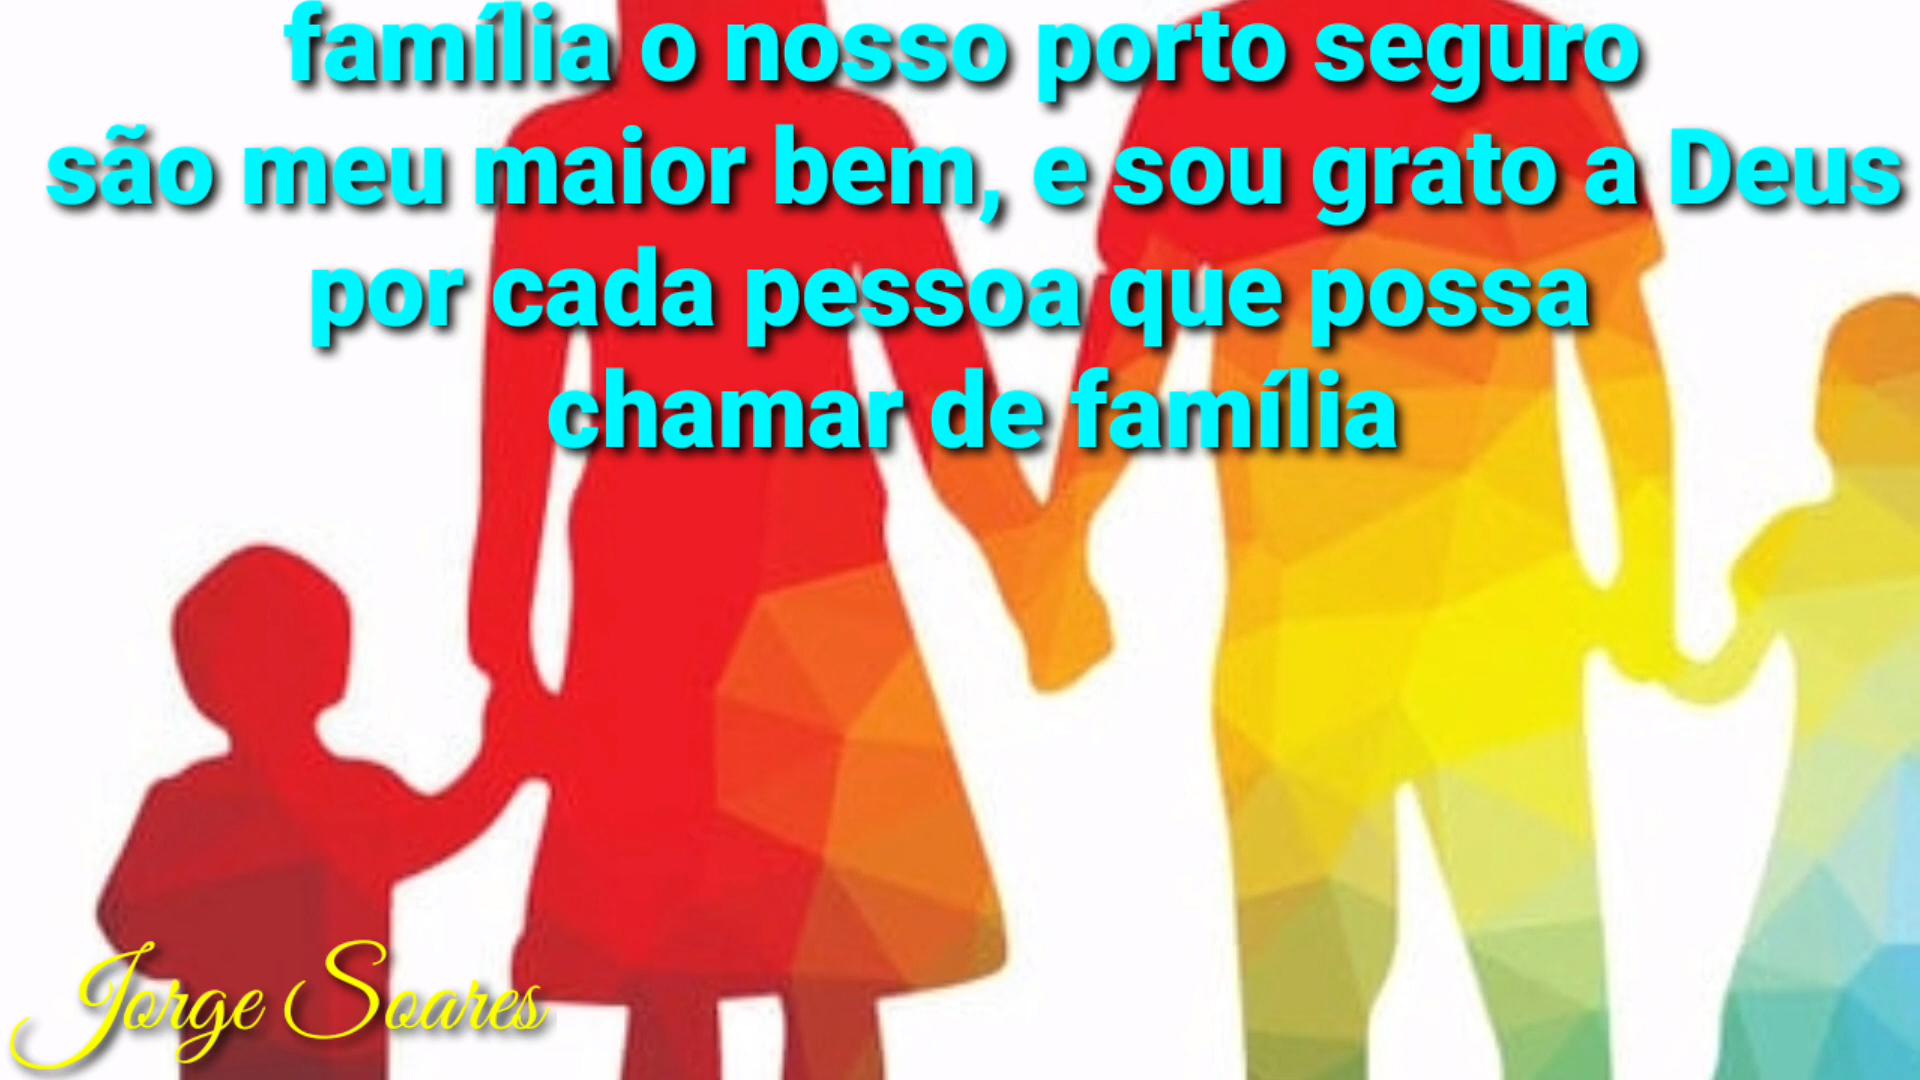 família o nosso porto seguro
são meu maior bem, e sou grato a Deus
por cada pessoa que possa
chamar de família
Jorge Soares